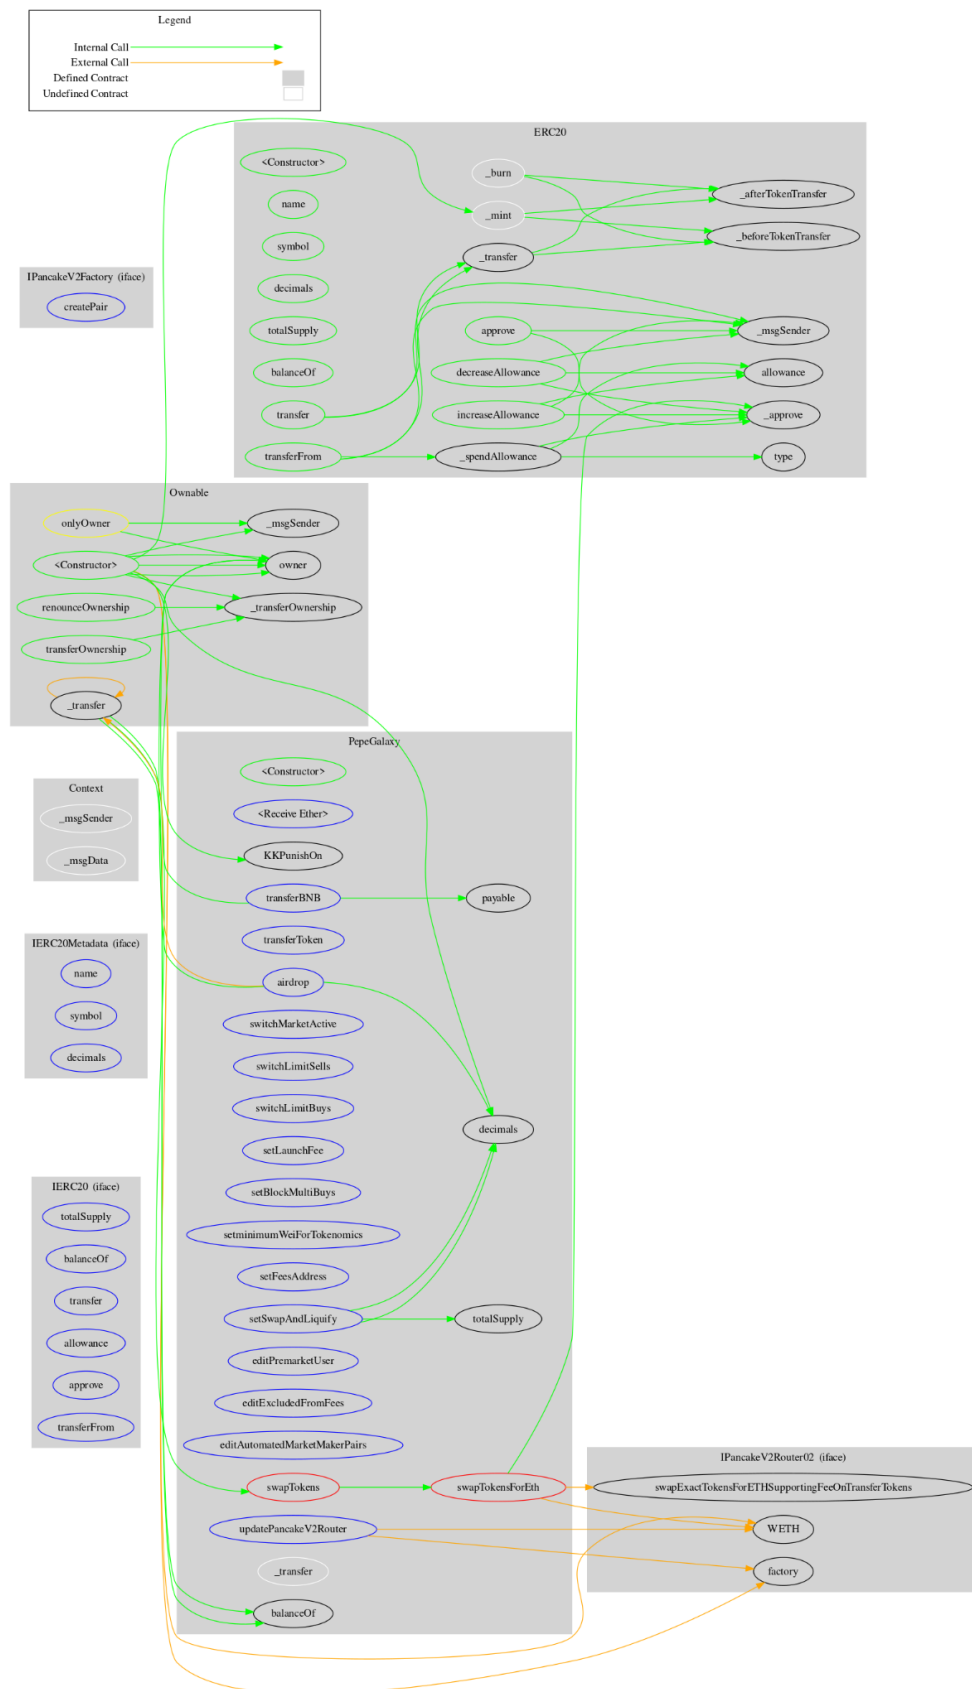 Legend
Internal Call
External Call
Defined Contract
Undefined Contract
ERC20
<Constructor>
name
symbol
decimals
totalSupply
balanceOf
transfer
transferFrom
_burn
_mint
_transfer
approve
decreaseAllowance
increaseAllowance
_spendAllowance
_afterTokenTransfer
_beforeTokenTransfer
_msgSender
allowance
_approve
type
IPancakeV2Factory (iface)
createPair
Ownable
onlyOwner
<Constructor>
renounceOwnership
transferOwnership
_transfer
_msgSender
owner
_transferOwnership
PepeGalaxy
<Constructor>
<Receive Ether>
KKPunishOn
transferBNB
transferToken
airdrop
switchMarketActive
switchLimitSells
switchLimitBuys
setLaunchFee
setBlockMultiBuys
setminimumWeiForTokenomics
setFeesAddress
setSwapAndLiquify
editPremarketUser
editExcludedFromFees
editAutomatedMarketMakerPairs
swapTokens
updatePancakeV2Router
_transfer
balanceOf
payable
decimals
totalSupply
swapTokensForEth
Context
_msgSender
_msgData
IERC20Metadata (iface)
name
symbol
decimals
IERC20 (iface)
totalSupply
balanceOf
transfer
allowance
approve
transferFrom
IPancakeV2Router02 (iface)
swapExactTokensForETHSupportingFeeOnTransferTokens
WETH
factory